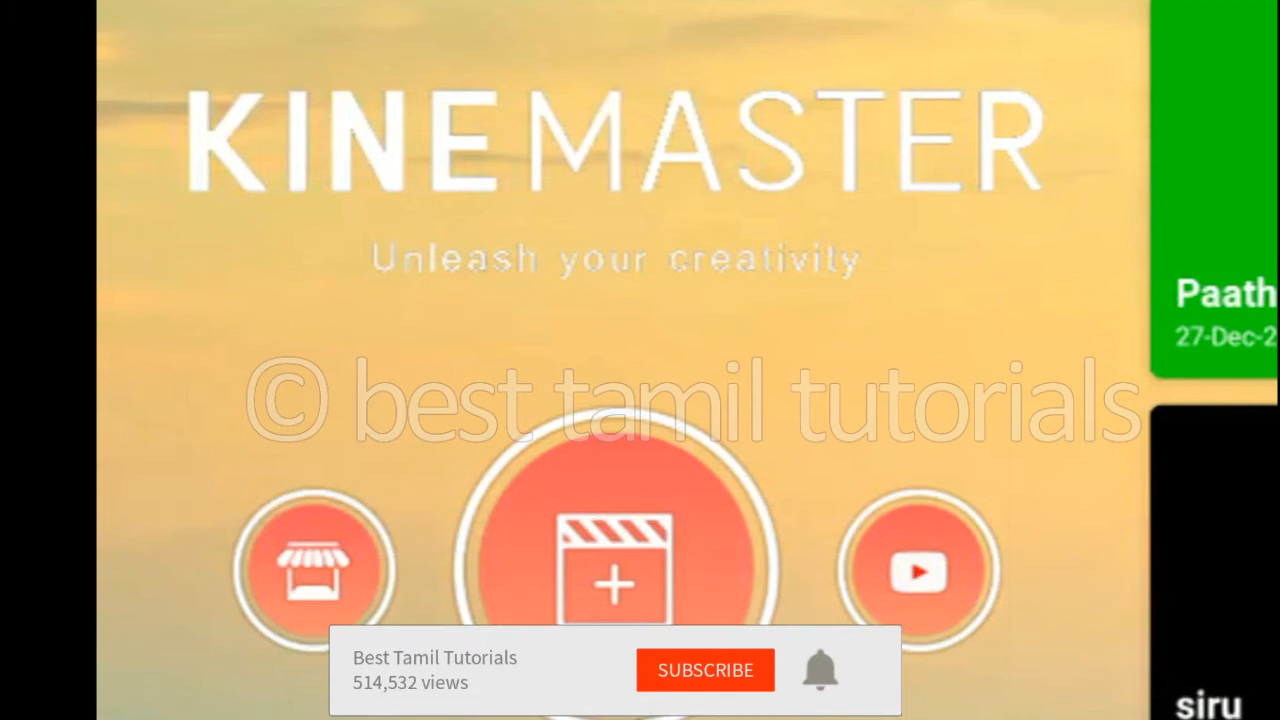 KINEMASTER
Unleash your creativity
Paath
27-Dec-2
© best tamil tutorials
Best Tamil Tutorials
514,532 views
SUBSCRIBE
siru